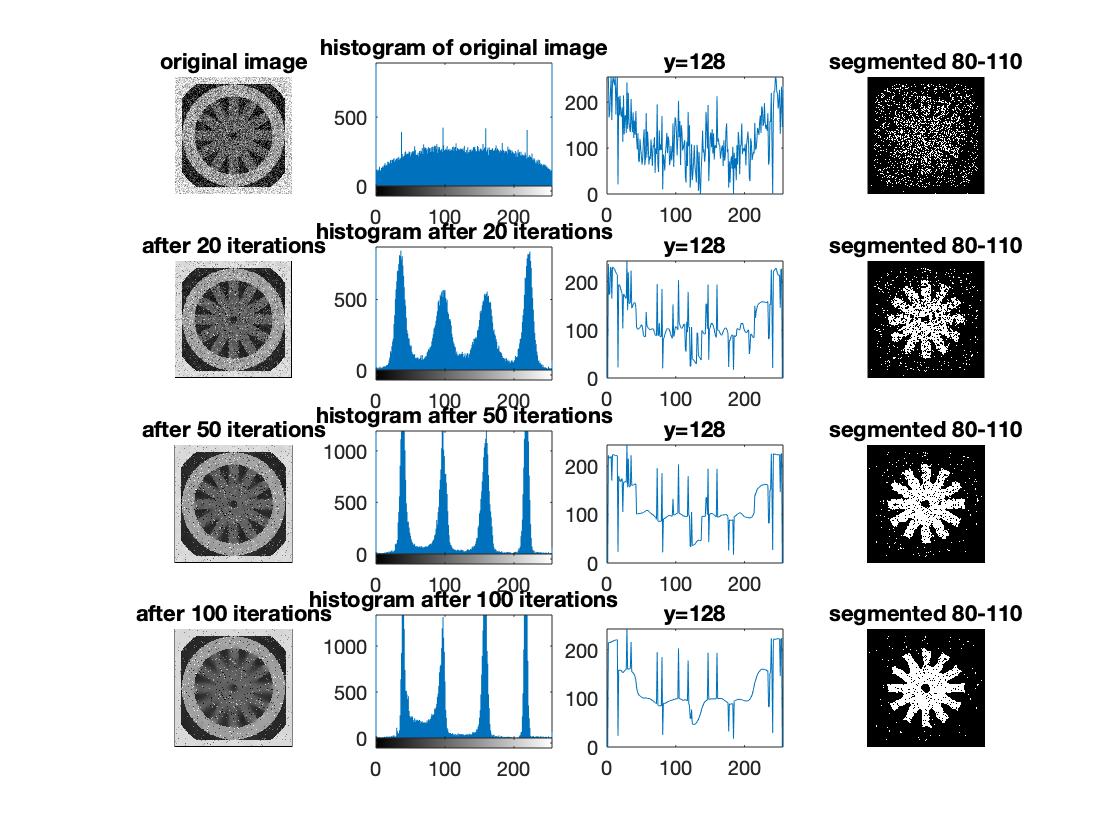 original image
histogram of original image
y=128
segmented 80-110
500
0
0 100 200
200
100
0
0 100 200
after 20 iterations
histogram after 20 iterations
y=128
segmented 80-110
500
0
0 100 200
200
100
0
0 100 200
after 50 iterations
histogram after 50 iterations
y=128
segmented 80-110
1000
500
0
0 100 200
200
100
0
0 100 200
after 100 iterations
histogram after 100 iterations
y=128
segmented 80-110
1000
500
0
0 100 200
200
100
0
0 100 200